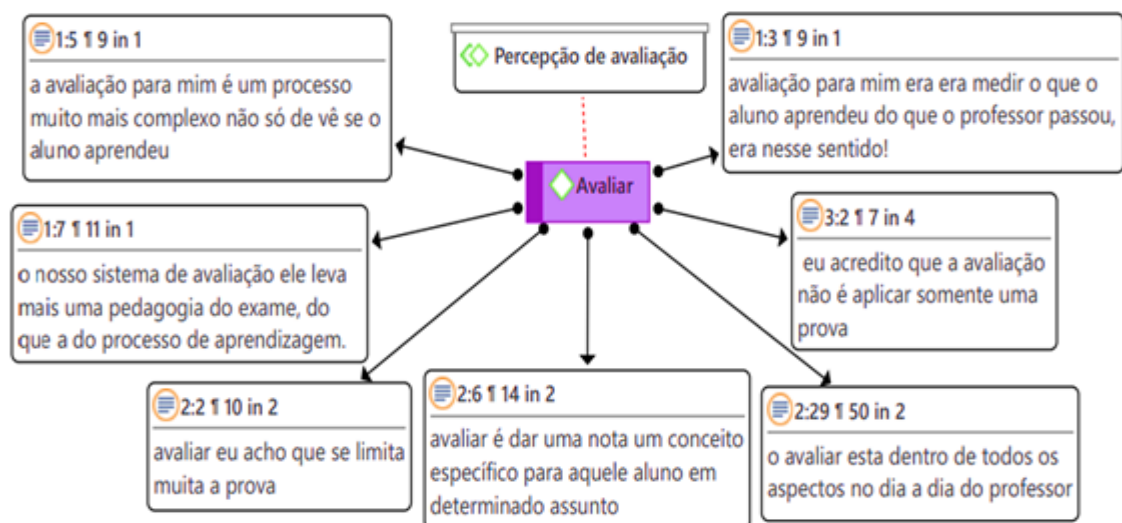 1:5 ¶ 9 in 1
a avaliação para mim é um processo
muito mais complexo não só de vê se o
aluno aprendeu
Percepção de avaliação
1:3 ¶ 9 in 1
avaliação para mim era era medir o que o
aluno aprendeu do que o professor passou,
era nesse sentido!
Avaliar
1:7 ¶ 11 in 1
o nosso sistema de avaliação ele leva
mais uma pedagogia do exame, do
que a do processo de aprendizagem.
3:2 ¶ 7 in 4
eu acredito que a avaliação
não é aplicar somente uma
prova
2:2 ¶ 10 in 2
avaliar eu acho que se limita
muita a prova
2:6 ¶ 14 in 2
avaliar é dar uma nota um conceito
específico para aquele aluno em
determinado assunto
2:29 ¶ 50 in 2
o avaliar esta dentro de todos os
aspectos no dia a dia do professor